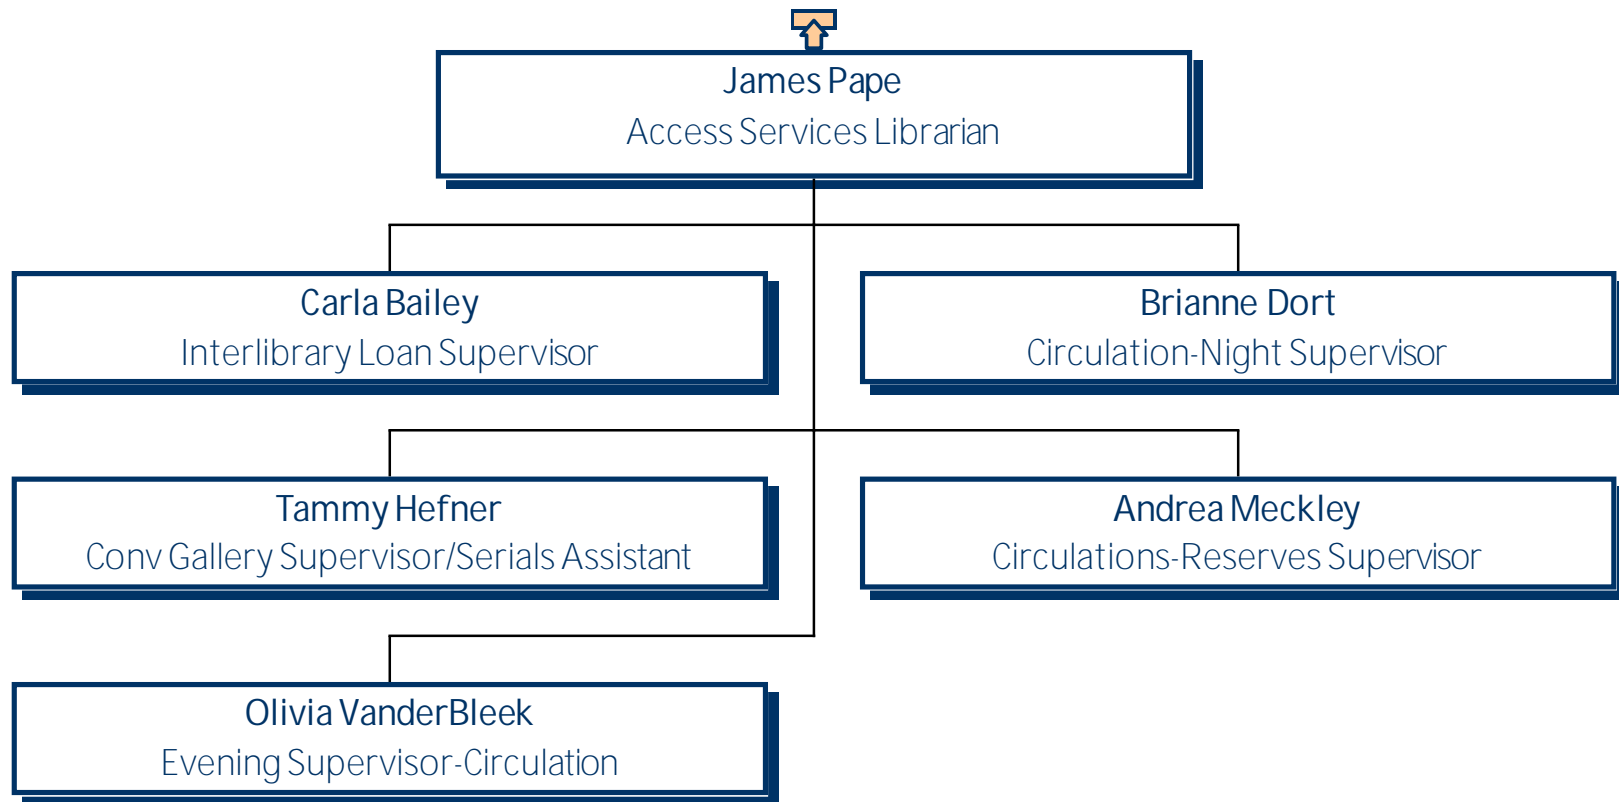 James Pape
Access Services Librarian
Carla Bailey
Interlibrary Loan Supervisor
Brianne Dort
Circulation-Night Supervisor
Tammy Hefner
Conv Gallery Supervisor/Serials Assistant
Andrea Meckley
Circulations-Reserves Supervisor
Olivia VanderBleek
Evening Supervisor-Circulation